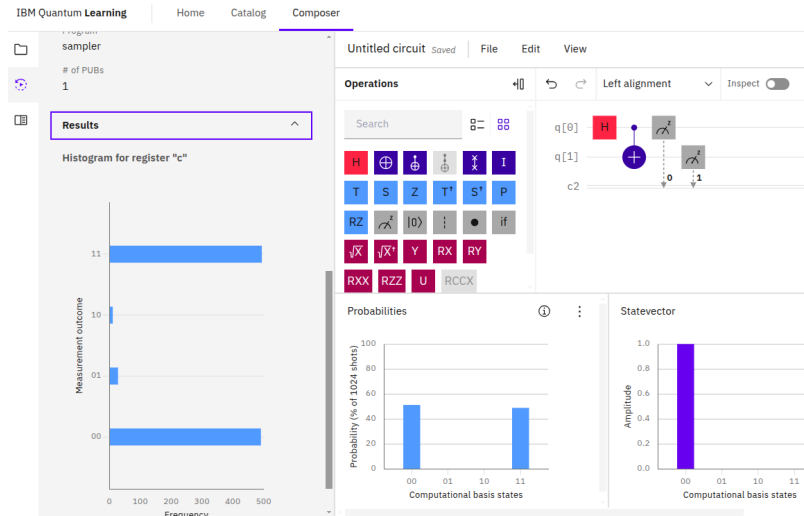 IBM Quantum Learning
Home
Catalog
Composer
Program
sampler
# of PUBs
1
Results
Histogram for register "c"
Measurement outcome
11
10
01
00
0 100 200 300 400 500
Frequency
Untitled circuit Saved
File
Edit
View
Operations
Left alignment
Inspect
Search
H
I
T S Z T† S† P
RZ z |0⟩ if
√X √X† Y RX RY
RXX RZZ U RCCX
q[0] H z
q[1] z
0 1
c2
Probabilities
Probability (% of 1024 shots)
100
80
60
40
20
0
00 01 10 11
Computational basis states
Statevector
Amplitude
1.0
0.8
0.6
0.4
0.2
0.0
00 01 10 11
Computational basis states